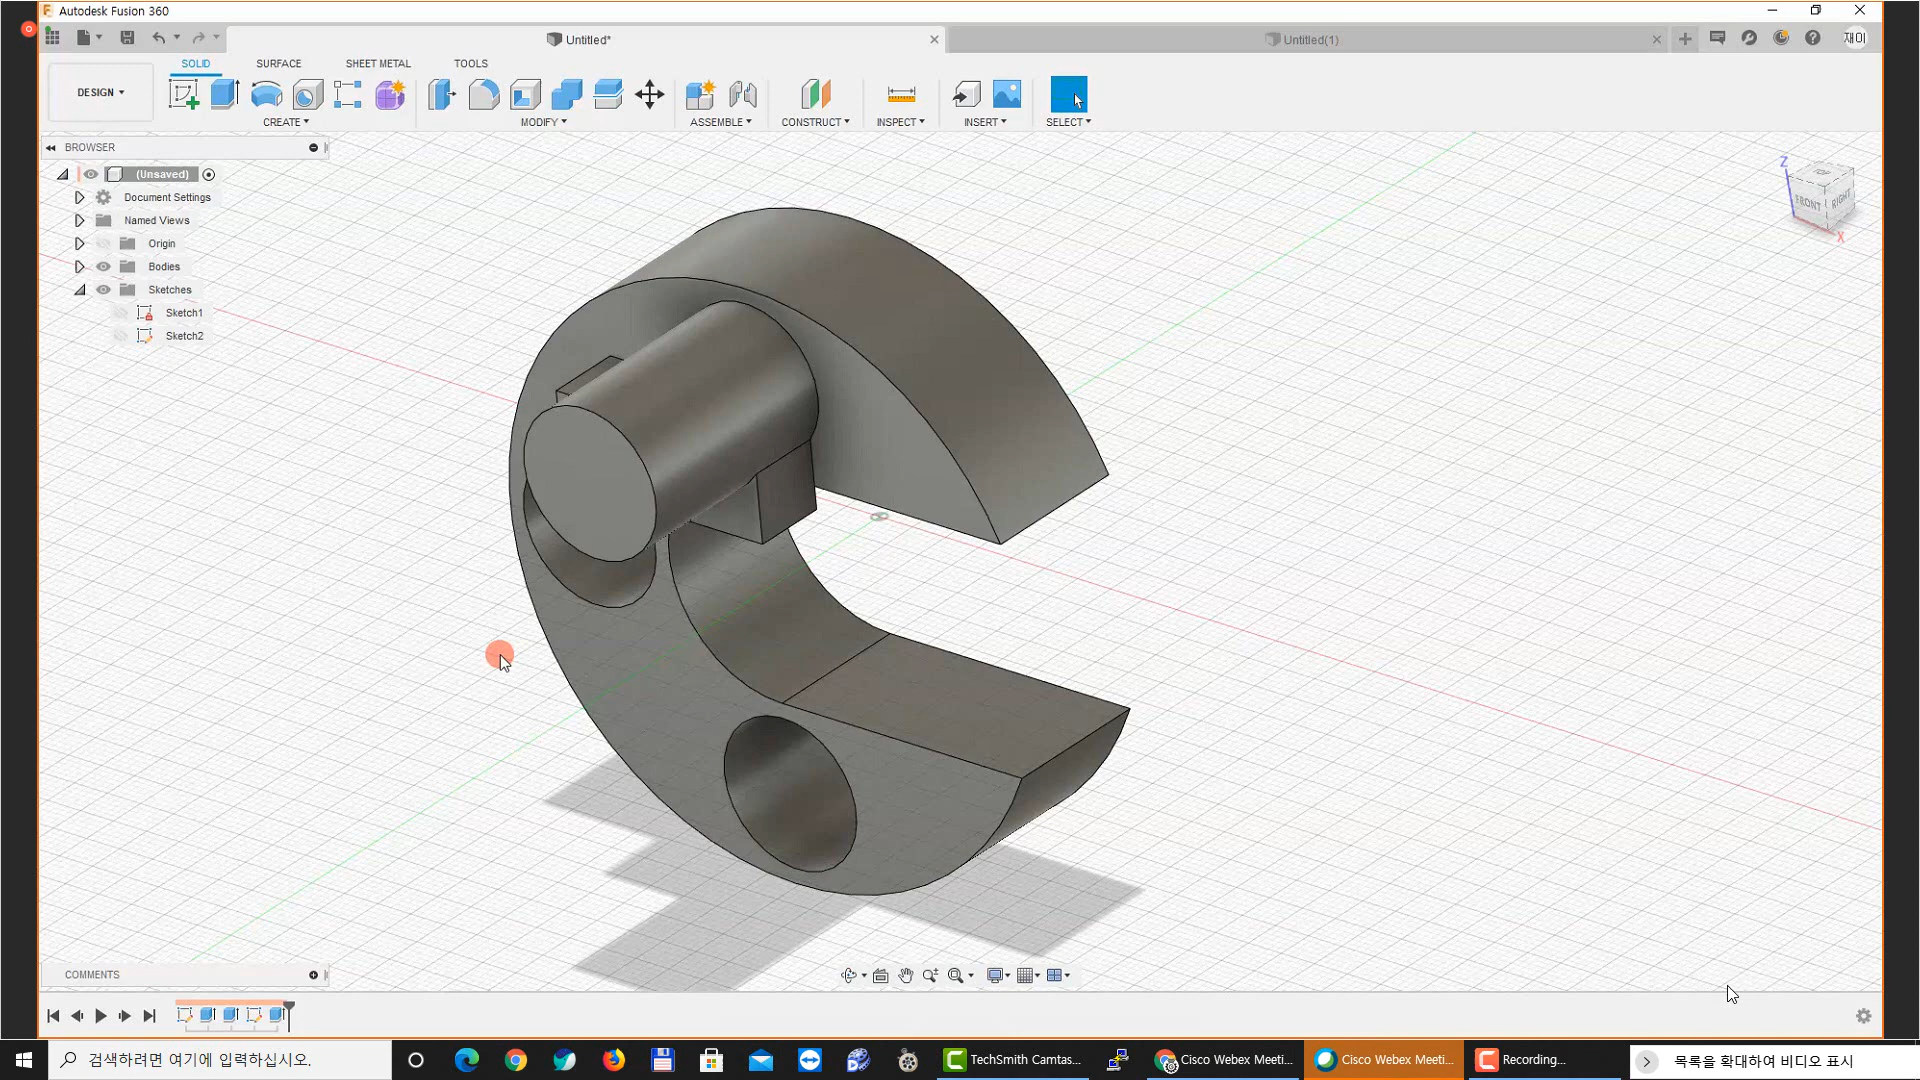 Autodesk Fusion 360
Untitled*
Untitled(1)
재이
SOLID
SURFACE
SHEET METAL
TOOLS
DESIGN
CREATE
MODIFY
ASSEMBLE
CONSTRUCT
INSPECT
INSERT
SELECT
BROWSER
(Unsaved)
Document Settings
Named Views
Origin
Bodies
Sketches
Sketch1
Sketch2
Z
FRONT
RIGHT
X
COMMENTS
검색하려면 여기에 입력하십시오.
TechSmith Camtas...
Cisco Webex Meeti...
Cisco Webex Meeti...
Recording...
목록을 확대하여 비디오 표시